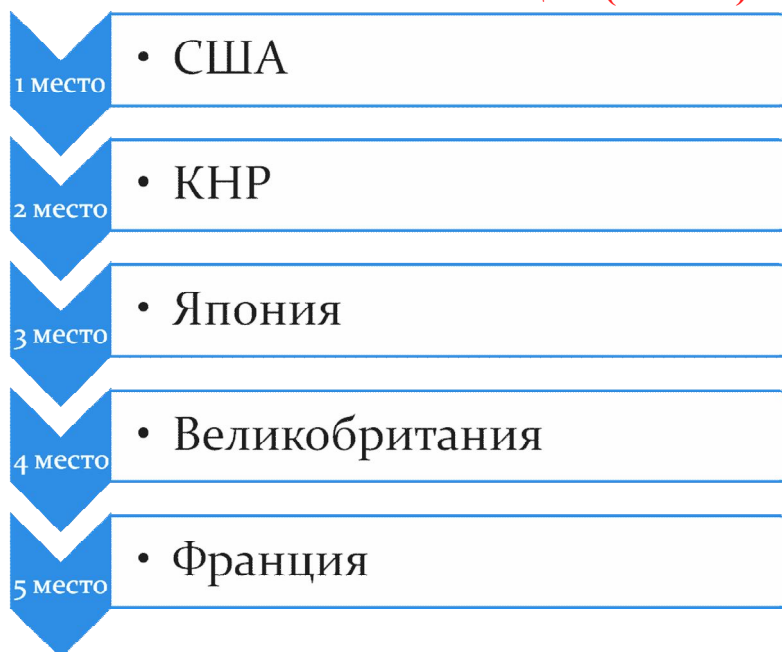 1 место
• США
2 место
• КНР
3 место
• Япония
4 место
• Великобритания
5 место
• Франция